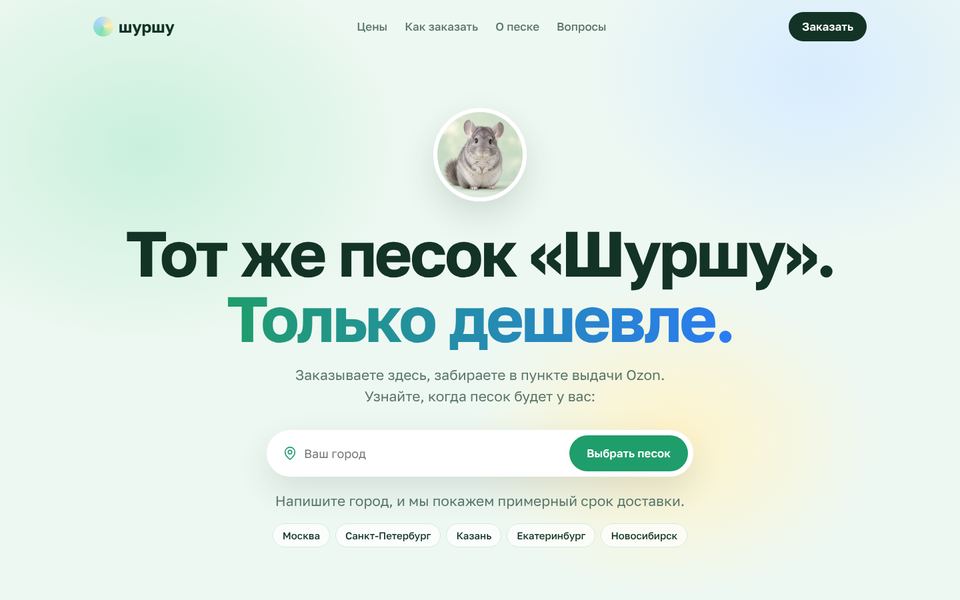 шуршу
Цены
Как заказать
О песке
Вопросы
Заказать
Тот же песок «Шуршу».
Только дешевле.
Заказываете здесь, забираете в пункте выдачи Ozon.
Узнайте, когда песок будет у вас:
Ваш город
Выбрать песок
Напишите город, и мы покажем примерный срок доставки.
Москва
Санкт-Петербург
Казань
Екатеринбург
Новосибирск